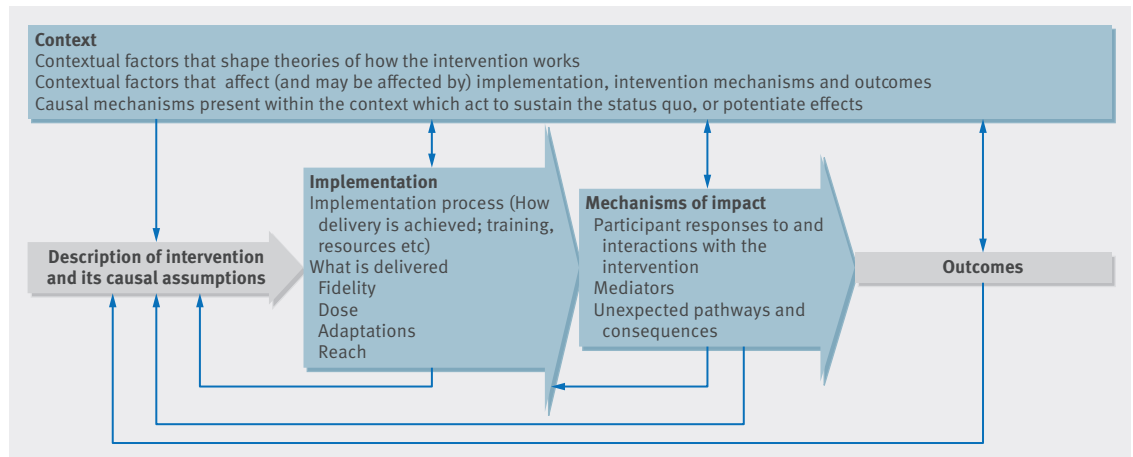 Context
Contextual factors that shape theories of how the intervention works
Contextual factors that affect (and may be affected by) implementation, intervention mechanisms and outcomes
Causal mechanisms present within the context which act to sustain the status quo, or potentiate effects
Description of intervention
and its causal assumptions
Implementation
Implementation process (How
delivery is achieved; training,
resources etc)
What is delivered
Fidelity
Dose
Adaptations
Reach
Mechanisms of impact
Participant responses to and
interactions with the
intervention
Mediators
Unexpected pathways and
consequences
Outcomes